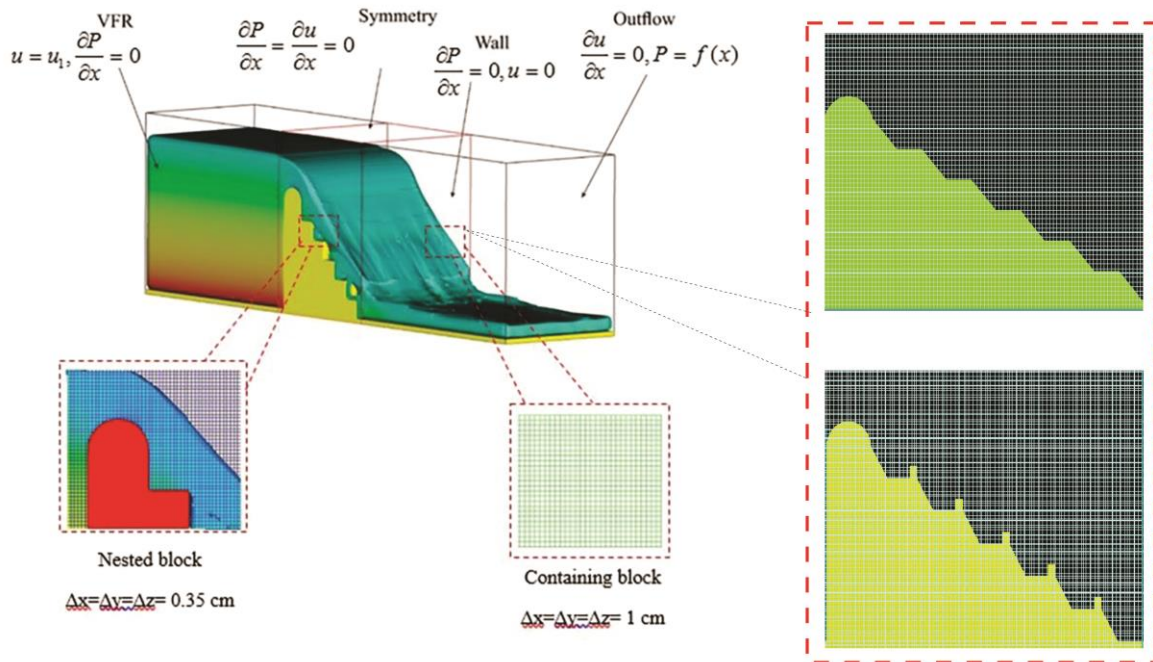 VFR
u = u₁, ∂P/∂x = 0
Symmetry
∂P/∂x = ∂u/∂x = 0
Wall
∂P/∂x = 0, u = 0
Outflow
∂u/∂x = 0, P = f(x)
Nested block
Δx=Δy=Δz= 0.35 cm
Containing block
Δx=Δy=Δz= 1 cm